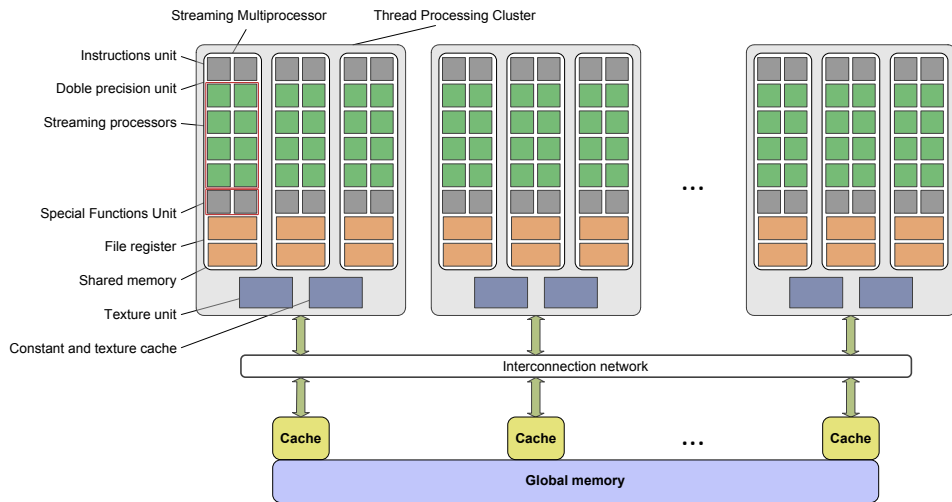 Streaming Multiprocessor
Thread Processing Cluster
Instructions unit
Doble precision unit
Streaming processors
Special Functions Unit
File register
Shared memory
Texture unit
Constant and texture cache
...
Interconnection network
Cache
Cache
...
Cache
Global memory